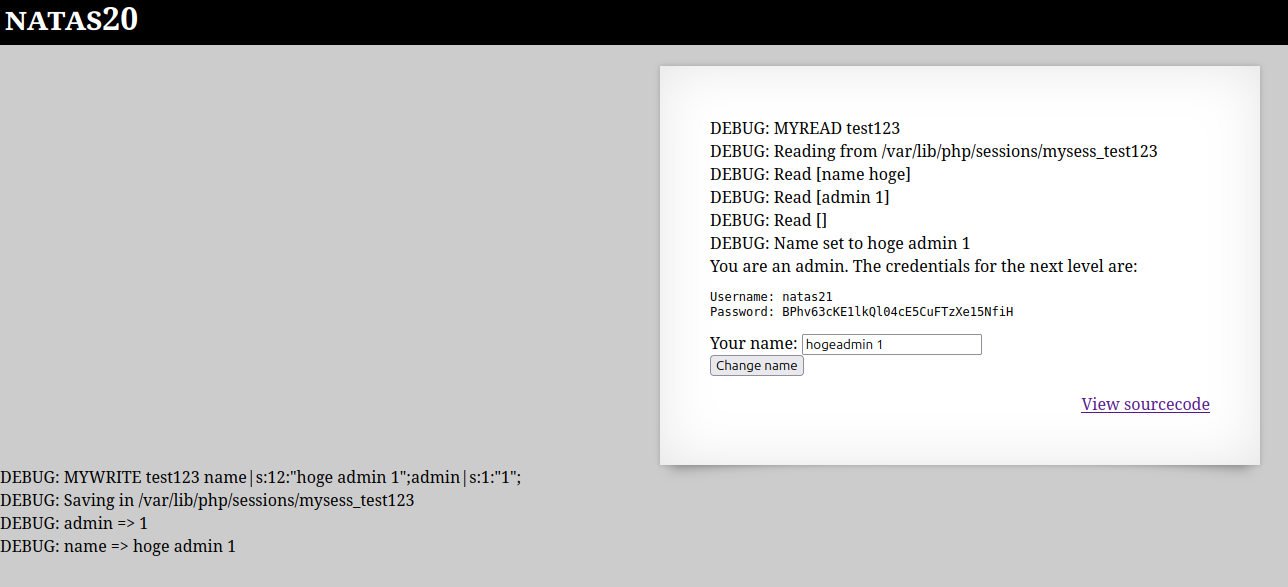 NATAS20
DEBUG: MYREAD test123
DEBUG: Reading from /var/lib/php/sessions/mysess_test123
DEBUG: Read [name hoge]
DEBUG: Read [admin 1]
DEBUG: Read []
DEBUG: Name set to hoge admin 1
You are an admin. The credentials for the next level are:
Username: natas21
Password: BPhv63cKE1lkQl04cE5CuFTzXe15NfiH
Your name: hogeadmin 1
Change name
View sourcecode
DEBUG: MYWRITE test123 name|s:12:"hoge admin 1";admin|s:1:"1";
DEBUG: Saving in /var/lib/php/sessions/mysess_test123
DEBUG: admin => 1
DEBUG: name => hoge admin 1